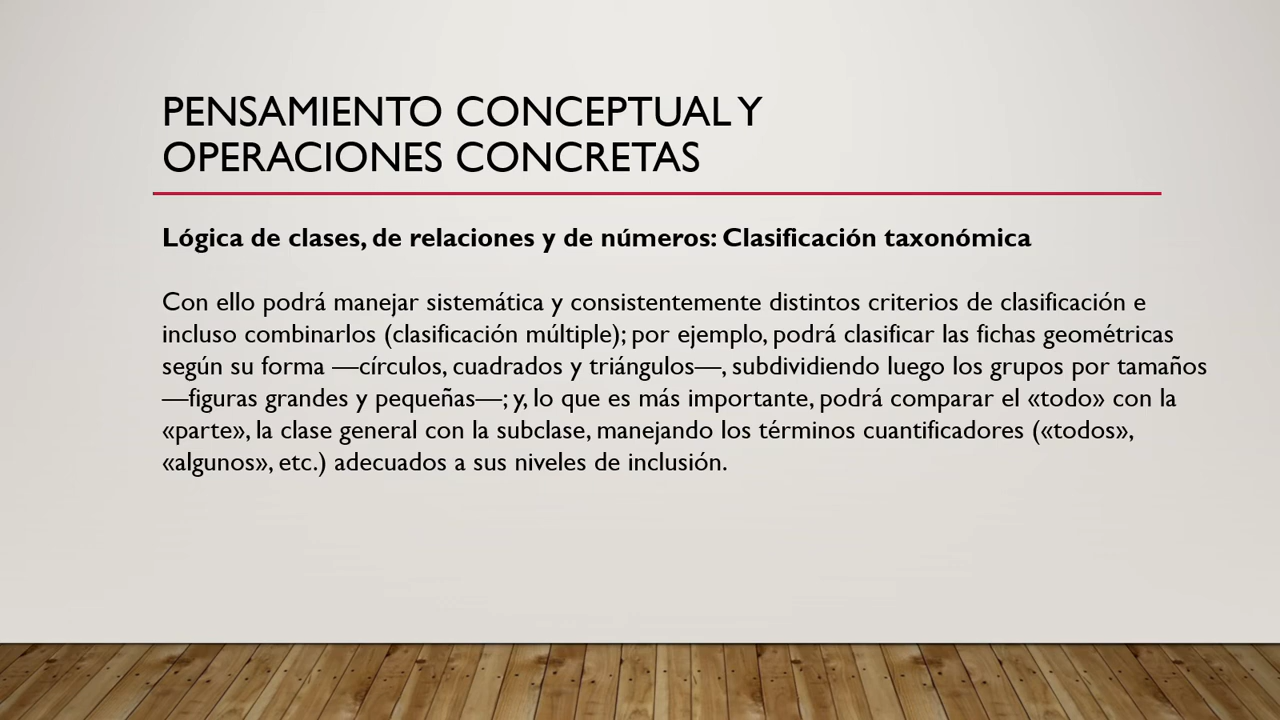 PENSAMIENTO CONCEPTUAL Y
OPERACIONES CONCRETAS
Lógica de clases, de relaciones y de números: Clasificación taxonómica
Con ello podrá manejar sistemática y consistentemente distintos criterios de clasificación e
incluso combinarlos (clasificación múltiple); por ejemplo, podrá clasificar las fichas geométricas
según su forma —círculos, cuadrados y triángulos—, subdividiendo luego los grupos por tamaños
—figuras grandes y pequeñas—; y, lo que es más importante, podrá comparar el «todo» con la
«parte», la clase general con la subclase, manejando los términos cuantificadores («todos»,
«algunos», etc.) adecuados a sus niveles de inclusión.